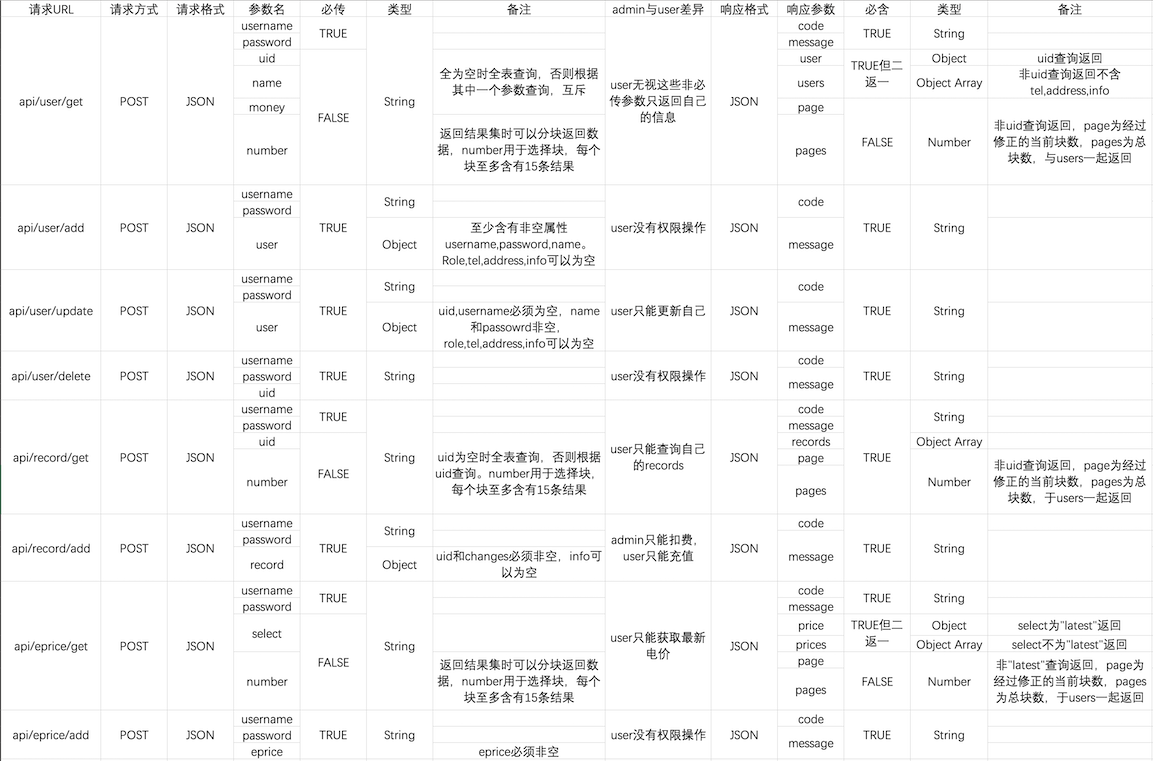 请求URL 请求方式 请求格式 参数名 必传 类型 备注 admin与user差异 响应格式 响应参数 必含 类型 备注
api/user/get POST JSON
username
password
TRUE
uid
name
money
number
FALSE
String
全为空时全表查询，否则根据
其中一个参数查询，互斥
返回结果集时可以分块返回数
据，number用于选择块，每个
块至多含有15条结果
user无视这些非必
传参数只返回自己
的信息
JSON
code
message
TRUE
String
user
users
TRUE但二
返一
Object
uid查询返回
Object Array
非uid查询返回不含
tel,address,info
page
pages
FALSE
Number
非uid查询返回，page为经过
修正的当前块数，pages为总
块数，与users一起返回
api/user/add POST JSON
username
password
user
TRUE
String
Object
至少含有非空属性
username,password,name。
Role,tel,address,info可以为空
user没有权限操作
JSON
code
message
TRUE
String
api/user/update POST JSON
username
password
user
TRUE
String
Object
uid,username必须为空，name
和passowrd非空，
role,tel,address,info可以为空
user只能更新自己
JSON
code
message
TRUE
String
api/user/delete POST JSON
username
password
uid
TRUE
String
user没有权限操作
JSON
code
message
TRUE
String
api/record/get POST JSON
username
password
TRUE
uid
number
FALSE
String
uid为空时全表查询，否则根据
uid查询。number用于选择块，
每个块至多含有15条结果
user只能查询自己
的records
JSON
code
message
records
page
pages
TRUE
String
Object Array
Number
非uid查询返回，page为经过
修正的当前块数，pages为总
块数，于users一起返回
api/record/add POST JSON
username
password
record
TRUE
String
Object
uid和changes必须非空，info可
以为空
admin只能扣费，
user只能充值
JSON
code
message
TRUE
String
api/eprice/get POST JSON
username
password
TRUE
select
number
FALSE
String
返回结果集时可以分块返回数
据，number用于选择块，每个
块至多含有15条结果
user只能获取最新
电价
JSON
code
message
TRUE
String
price
prices
TRUE但二
返一
Object
select为"latest"返回
Object Array
select不为"latest"返回
page
pages
FALSE
Number
非"latest"查询返回，page为
经过修正的当前块数，pages
为总块数，于users一起返回
api/eprice/add POST JSON
username
password
eprice
TRUE
String
eprice必须非空
user没有权限操作
JSON
code
message
TRUE
String